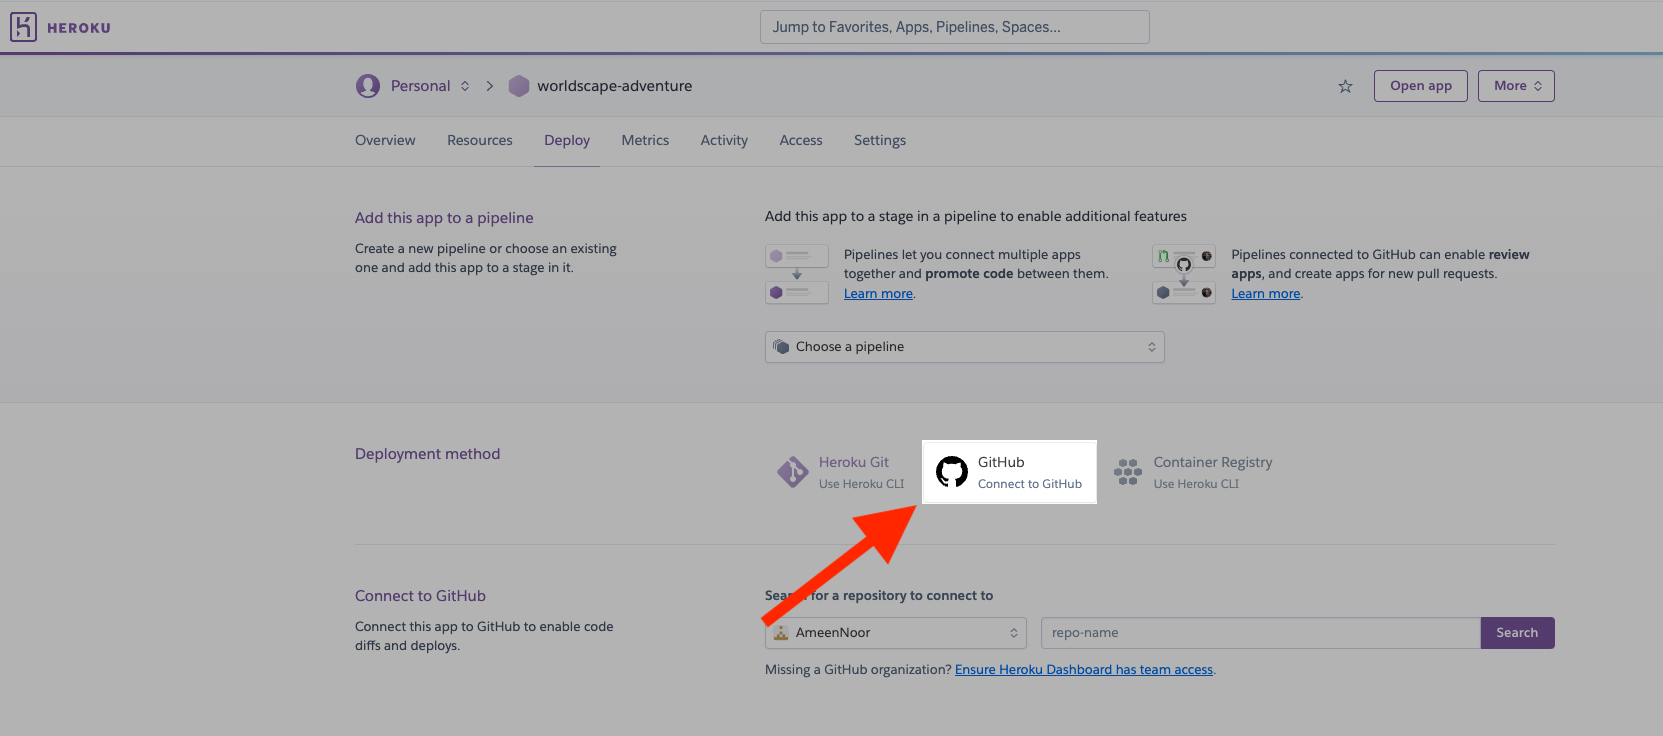 HEROKU
Jump to Favorites, Apps, Pipelines, Spaces...
Personal
worldscape-adventure
Open app
More
Overview
Resources
Deploy
Metrics
Activity
Access
Settings
Add this app to a pipeline
Create a new pipeline or choose an existing
one and add this app to a stage in it.
Add this app to a stage in a pipeline to enable additional features
Pipelines let you connect multiple apps
together and promote code between them.
Learn more.
Pipelines connected to GitHub can enable review
apps, and create apps for new pull requests.
Learn more.
Choose a pipeline
Deployment method
Heroku Git
Use Heroku CLI
GitHub
Connect to GitHub
Container Registry
Use Heroku CLI
Connect to GitHub
Connect this app to GitHub to enable code
diffs and deploys.
Search for a repository to connect to
AmeenNoor
repo-name
Search
Missing a GitHub organization? Ensure Heroku Dashboard has team access.